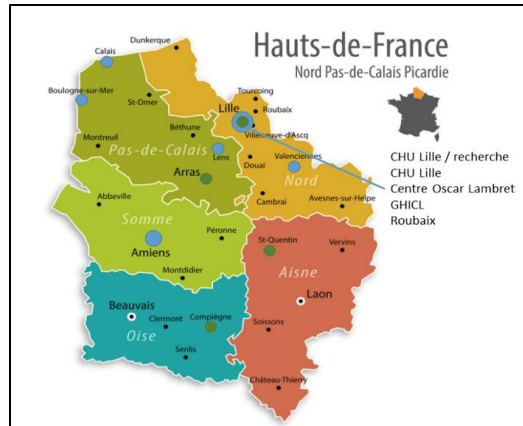 Hauts-de-France
Nord Pas-de-Calais Picardie
Dunkerque
Calais
Boulogne-sur-Mer
St-Omer
Tourcoing
Lille
Roubaix
Villeneuve-d'Ascq
Béthune
Montreuil
Pas-de-Calais
Lens
Arras
Douai
Valenciennes
Nord
Cambrai
Avesnes-sur-Helpe
CHU Lille / recherche
CHU Lille
Centre Oscar Lambret
GHICL
Roubaix
Abbeville
Somme
Amiens
Péronne
Montdidier
St-Quentin
Vervins
Aisne
Laon
Beauvais
Clermont
Compiègne
Oise
Senlis
Soissons
Château-Thierry